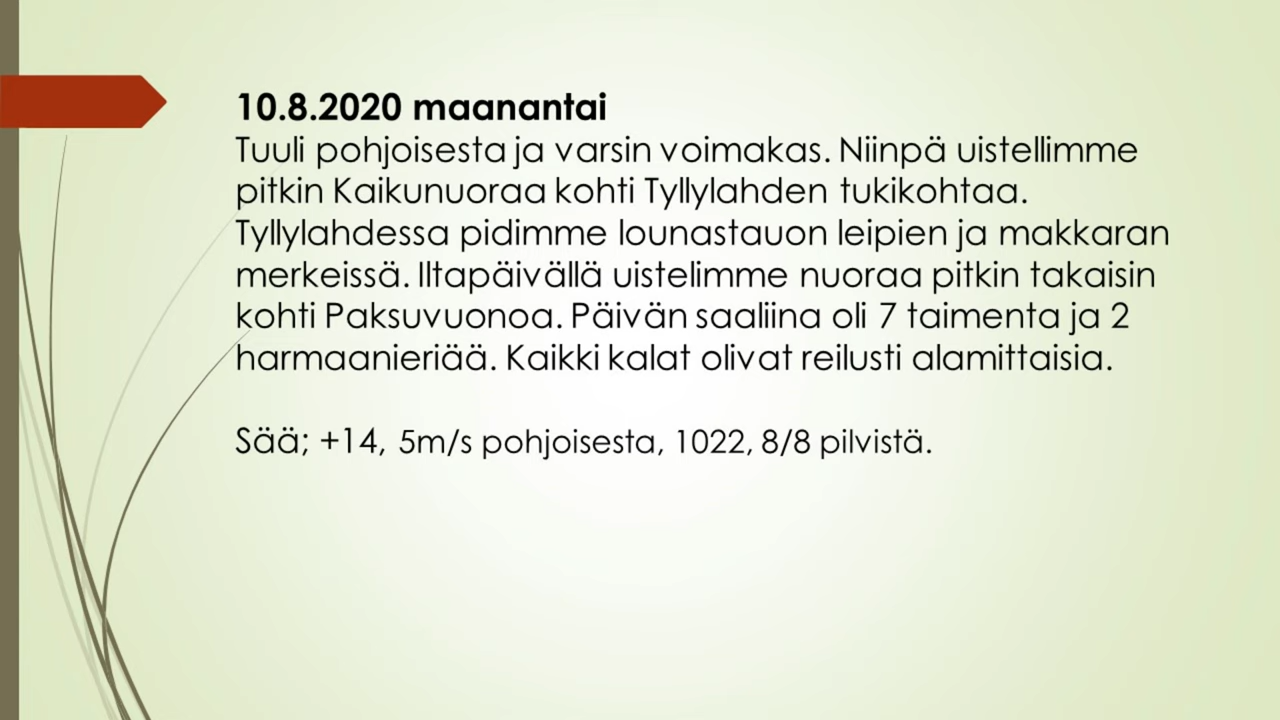 10.8.2020 maanantai
Tuuli pohjoisesta ja varsin voimakas. Niinpä uistellimme
pitkin Kaikunuoraa kohti Tyllylahden tukikohtaa.
Tyllylahdessa pidimme lounastauon leipien ja makkaran
merkeissä. Iltapäivällä uistelimme nuoraa pitkin takaisin
kohti Paksuvuonoa. Päivän saaliina oli 7 taimenta ja 2
harmaanieriää. Kaikki kalat olivat reilusti alamittaisia.
Sää; +14, 5m/s pohjoisesta, 1022, 8/8 pilvistä.